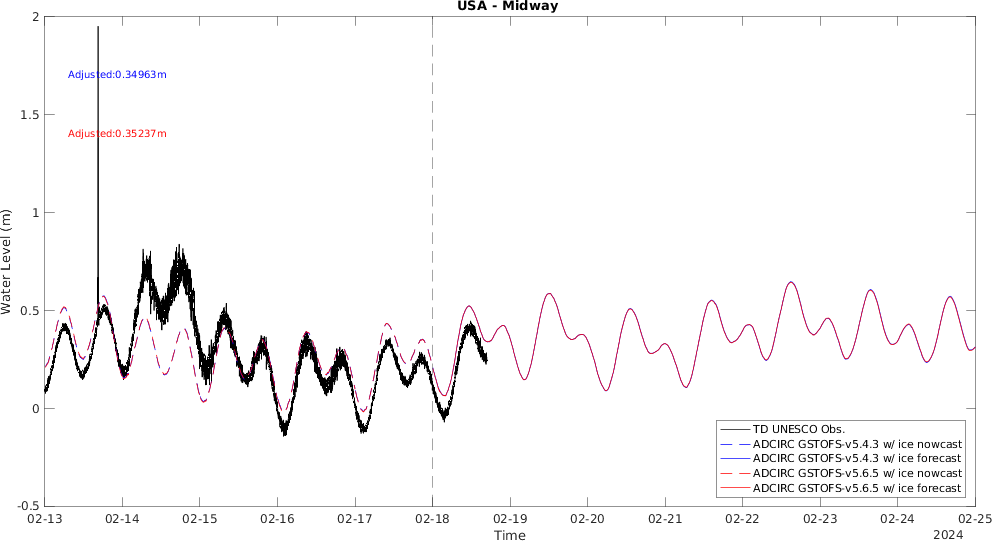 USA - Midway
2
1.5
1
0.5
0
-0.5
Water Level (m)
Adjusted:0.34963m
Adjusted:0.35237m
TD UNESCO Obs.
ADCIRC GSTOFS-v5.4.3 w/ ice nowcast
ADCIRC GSTOFS-v5.4.3 w/ ice forecast
ADCIRC GSTOFS-v5.6.5 w/ ice nowcast
ADCIRC GSTOFS-v5.6.5 w/ ice forecast
02-13 02-14 02-15 02-16 02-17 02-18 02-19 02-20 02-21 02-22 02-23 02-24 02-25
Time
2024